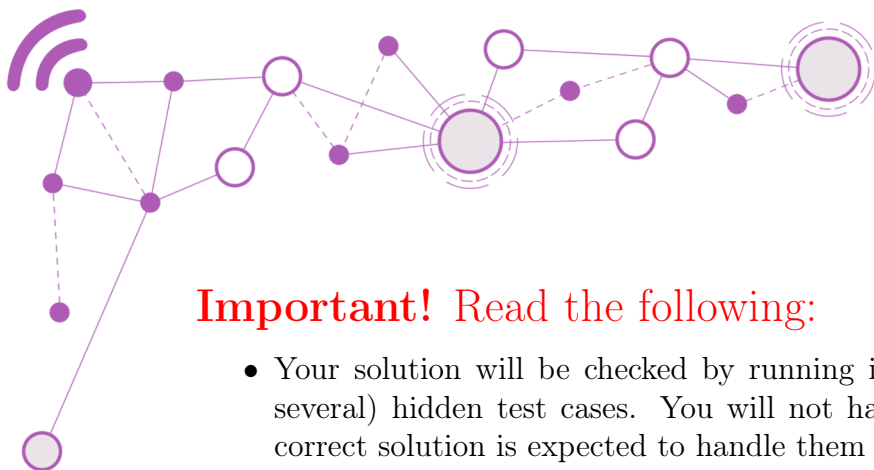 Important! Read the following:
• Your solution will be checked by running i
several) hidden test cases. You will not ha
correct solution is expected to handle them